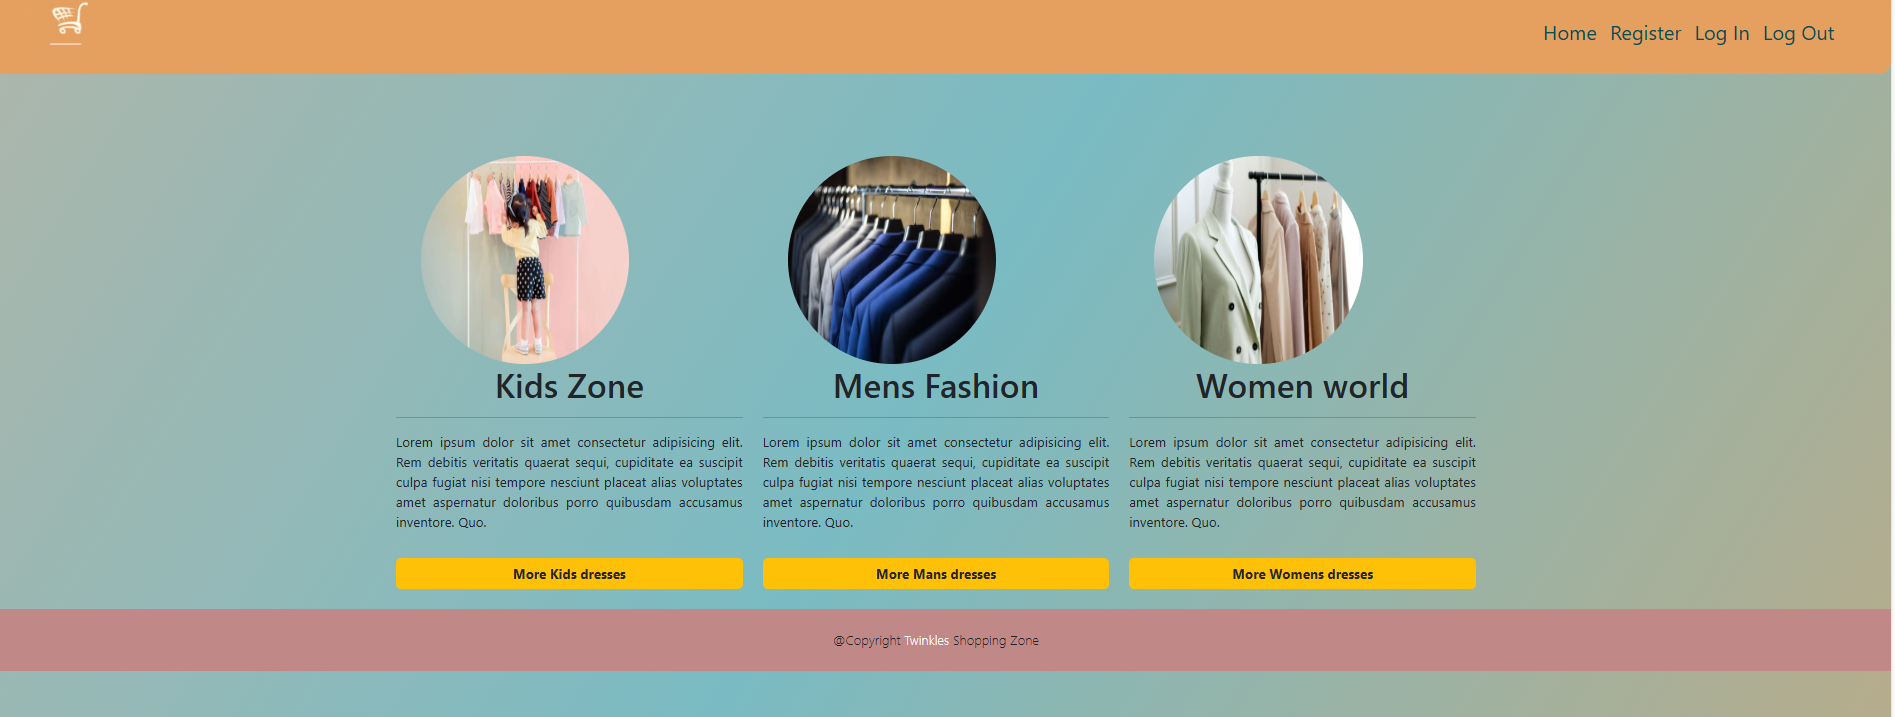 Home Register Log In Log Out
Kids Zone
Lorem ipsum dolor sit amet consectetur adipisicing elit.
Rem debitis veritatis quaerat sequi, cupiditate ea suscipit
culpa fugiat nisi tempore nesciunt placeat alias voluptates
amet aspernatur doloribus porro quibusdam accusamus
inventore. Quo.
More Kids dresses
Mens Fashion
Lorem ipsum dolor sit amet consectetur adipisicing elit.
Rem debitis veritatis quaerat sequi, cupiditate ea suscipit
culpa fugiat nisi tempore nesciunt placeat alias voluptates
amet aspernatur doloribus porro quibusdam accusamus
inventore. Quo.
More Mans dresses
Women world
Lorem ipsum dolor sit amet consectetur adipisicing elit.
Rem debitis veritatis quaerat sequi, cupiditate ea suscipit
culpa fugiat nisi tempore nesciunt placeat alias voluptates
amet aspernatur doloribus porro quibusdam accusamus
inventore. Quo.
More Womens dresses
@Copyright Twinkles Shopping Zone